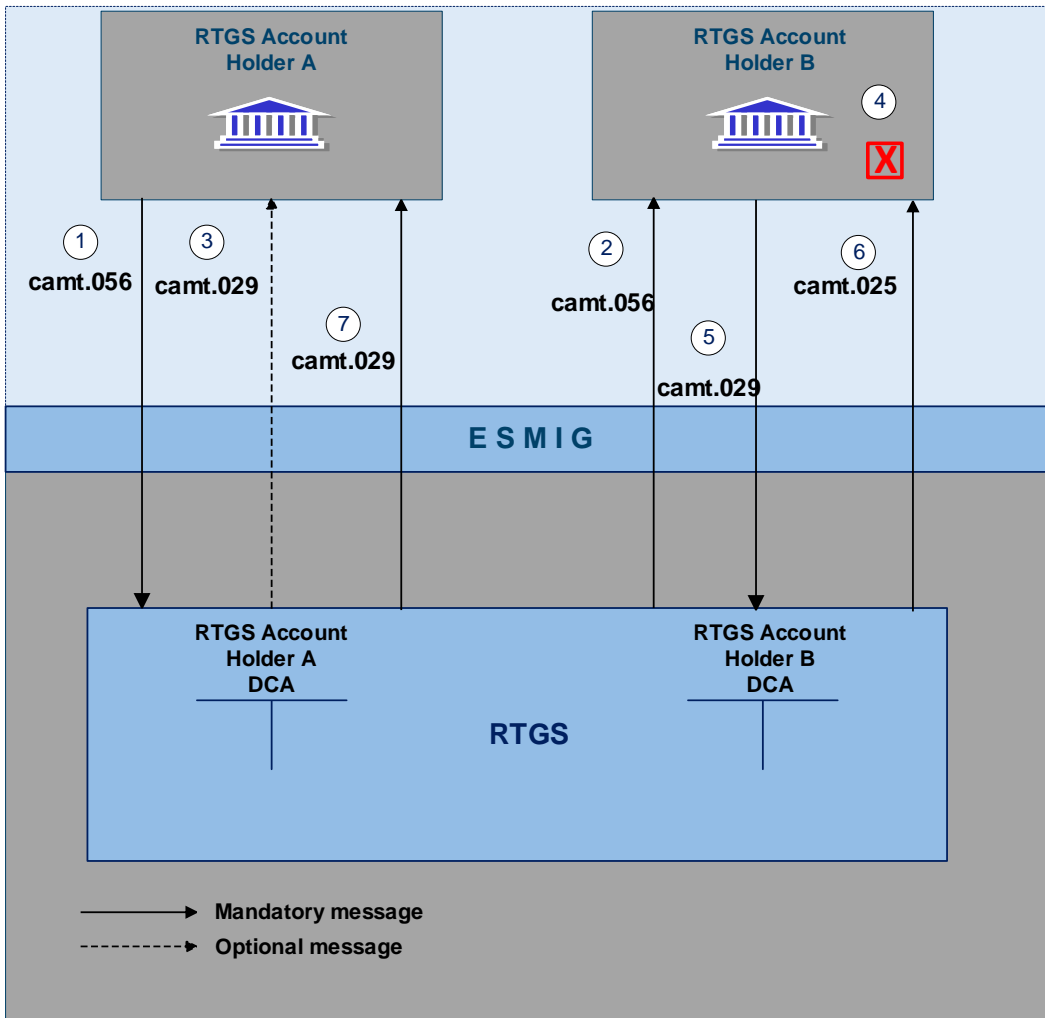 RTGS Account
Holder A
RTGS Account
Holder B
4
X
1
camt.056
3
camt.029
7
camt.029
2
camt.056
5
camt.029
6
camt.025
ESMIG
RTGS Account
Holder A
DCA
RTGS Account
Holder B
DCA
RTGS
Mandatory message
Optional message